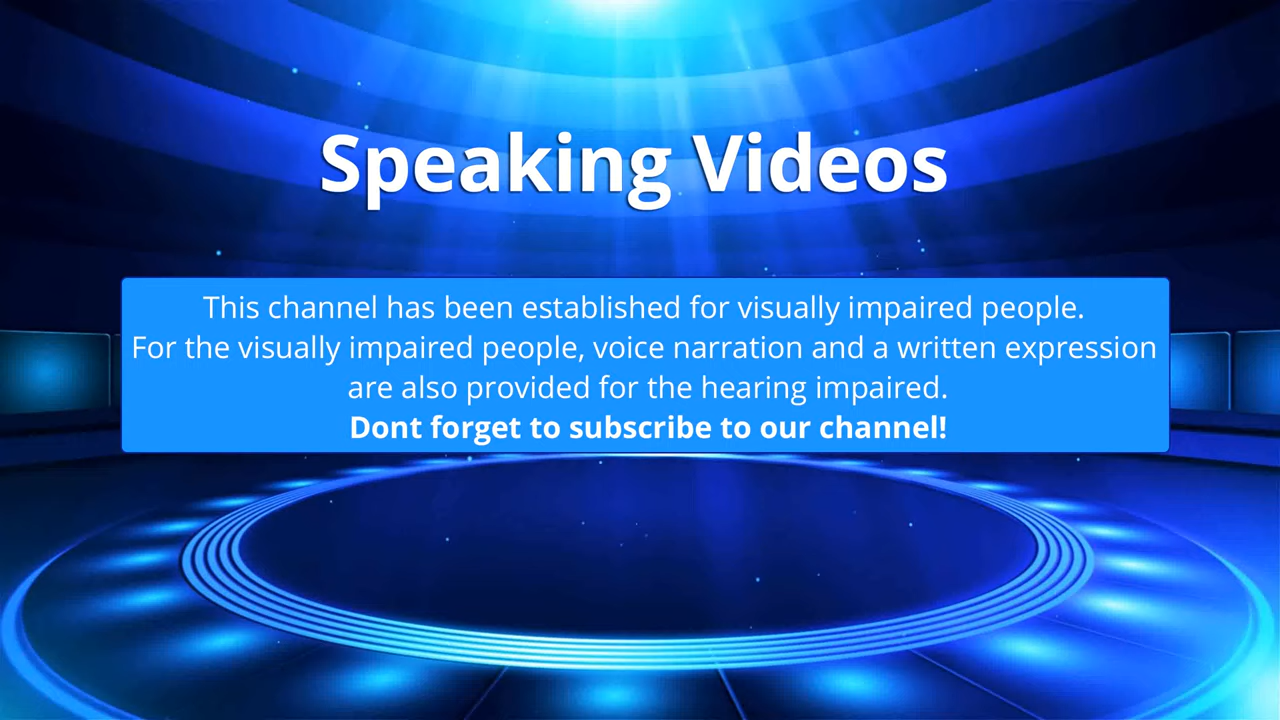 Speaking Videos
This channel has been established for visually impaired people.
For the visually impaired people, voice narration and a written expression
are also provided for the hearing impaired.
Dont forget to subscribe to our channel!